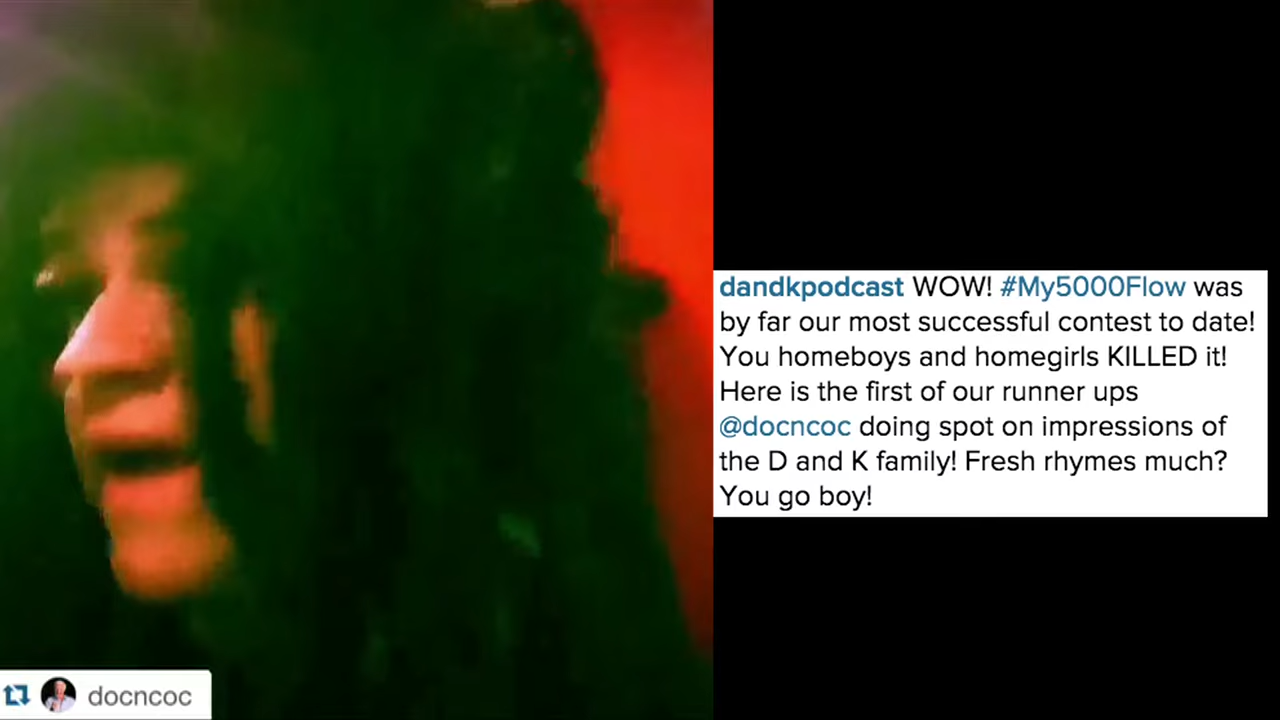 dandkpodcast WOW! #My5000Flow was
by far our most successful contest to date!
You homeboys and homegirls KILLED it!
Here is the first of our runner ups
@docncoc doing spot on impressions of
the D and K family! Fresh rhymes much?
You go boy!
docncoc